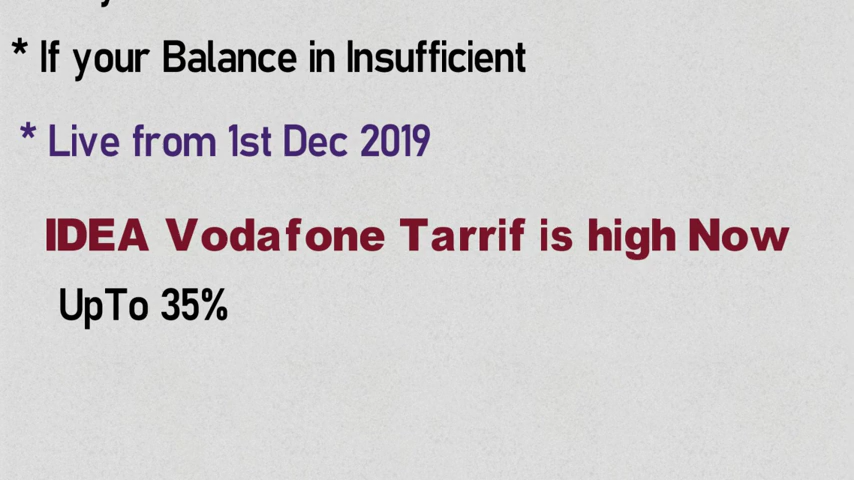 * If your Balance in Insufficient
* Live from 1st Dec 2019
IDEA Vodafone Tarrif is high Now
UpTo 35%